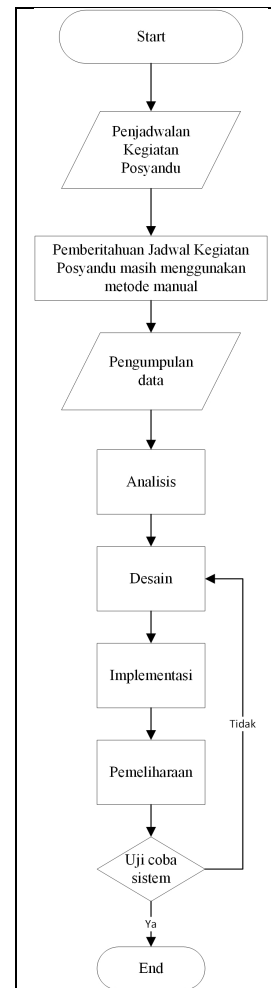 Start
Penjadwalan
Kegiatan
Posyandu
Pemberitahuan Jadwal Kegiatan
Posyandu masih menggunakan
metode manual
Pengumpulan
data
Analisis
Desain
Implementasi
Tidak
Pemeliharaan
Uji coba
sistem
Ya
End